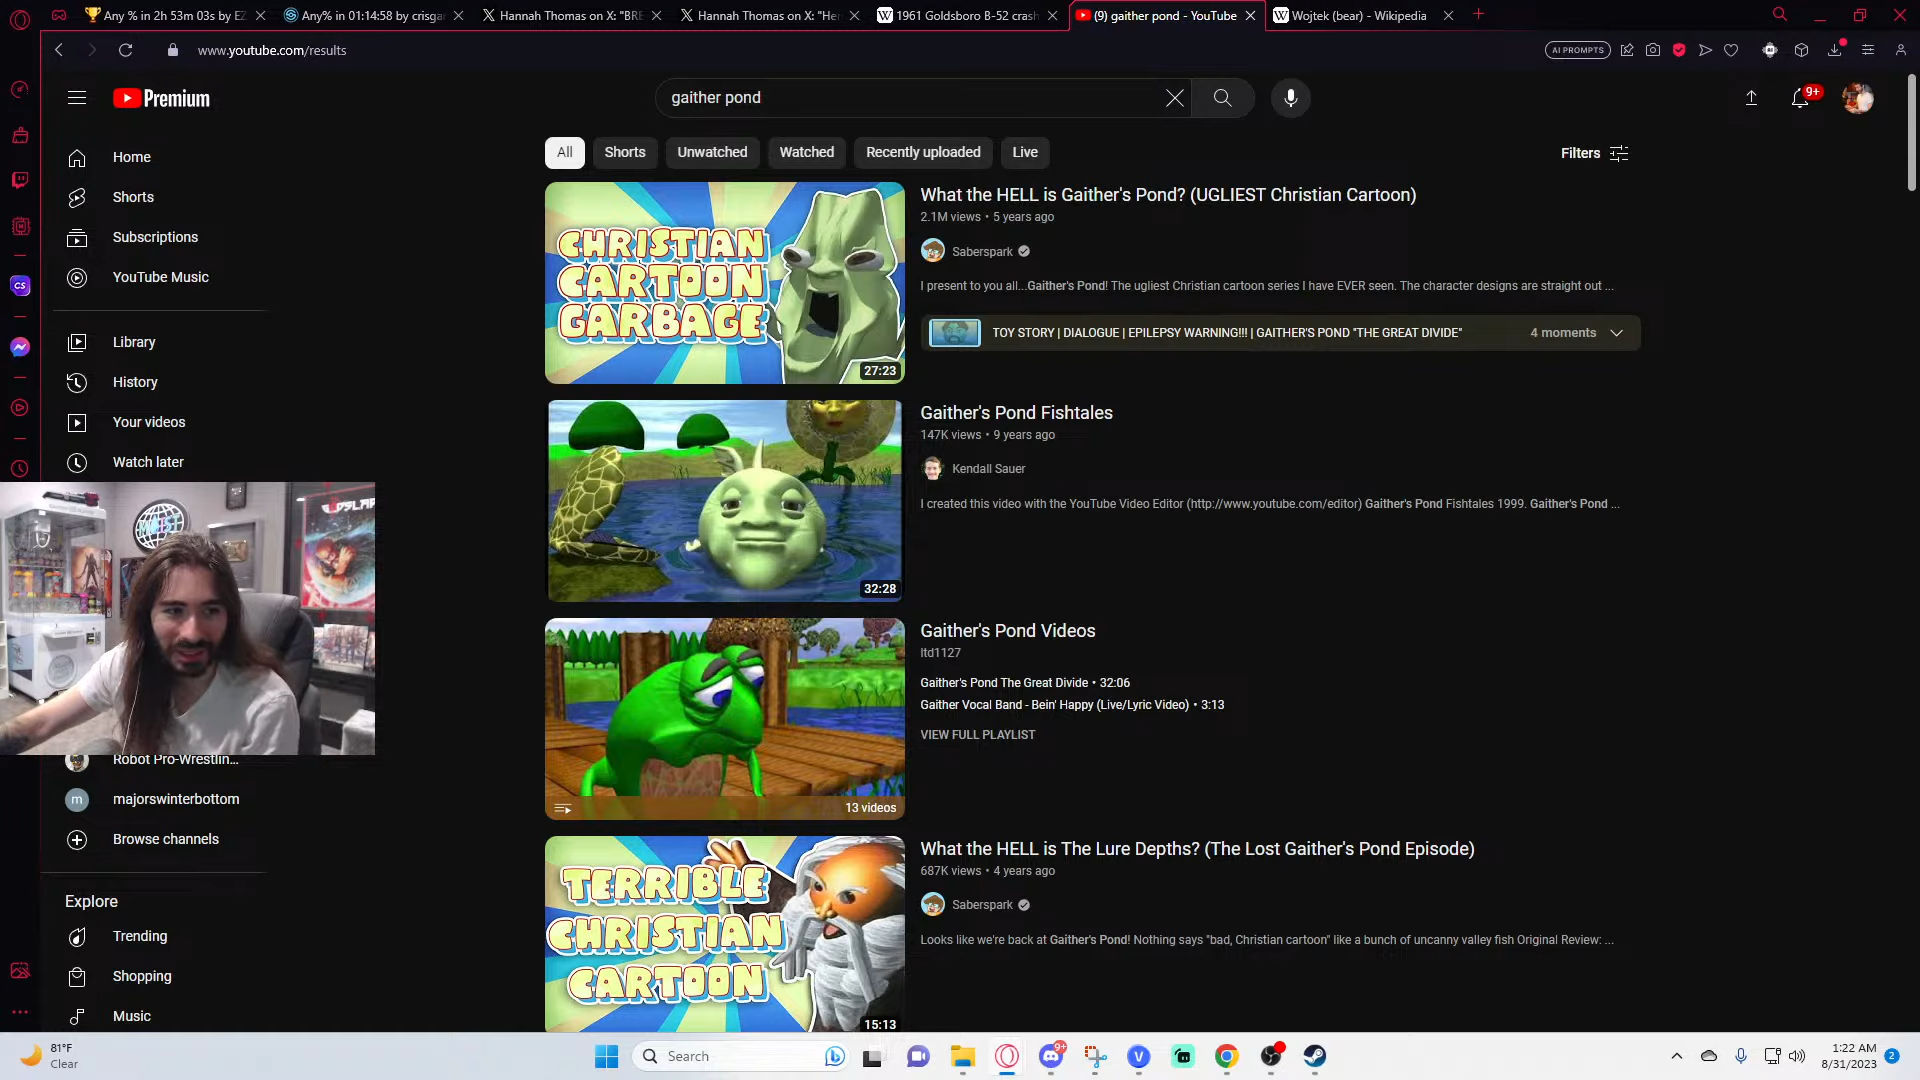 Any % in 2h 53m 03s by EZ
Any% in 01:14:58 by crisgar
Hannah Thomas on X: "BRE
Hannah Thomas on X: "Her
1961 Goldsboro B-52 crash
(9) gaither pond - YouTube
Wojtek (bear) - Wikipedia
www.youtube.com/results
AI PROMPTS
Premium
gaither pond
9+
Home
Shorts
Subscriptions
YouTube Music
Library
History
Your videos
Watch later
Robot Pro-Wrestlin...
m
majorswinterbottom
Browse channels
Explore
Trending
Shopping
Music
CS
All
Shorts
Unwatched
Watched
Recently uploaded
Live
Filters
CHRISTIAN
CARTOON
GARBAGE
27:23
What the HELL is Gaither's Pond? (UGLIEST Christian Cartoon)
2.1M views • 5 years ago
Saberspark
I present to you all...Gaither's Pond! The ugliest Christian cartoon series I have EVER seen. The character designs are straight out ...
TOY STORY | DIALOGUE | EPILEPSY WARNING!!! | GAITHER'S POND "THE GREAT DIVIDE"
4 moments
32:28
Gaither's Pond Fishtales
147K views • 9 years ago
Kendall Sauer
I created this video with the YouTube Video Editor (http://www.youtube.com/editor) Gaither's Pond Fishtales 1999. Gaither's Pond ...
13 videos
Gaither's Pond Videos
ltd1127
Gaither's Pond The Great Divide • 32:06
Gaither Vocal Band - Bein' Happy (Live/Lyric Video) • 3:13
VIEW FULL PLAYLIST
TERRIBLE
CHRISTIAN
CARTOON
15:13
What the HELL is The Lure Depths? (The Lost Gaither's Pond Episode)
687K views • 4 years ago
Saberspark
Looks like we're back at Gaither's Pond! Nothing says "bad, Christian cartoon" like a bunch of uncanny valley fish Original Review: ...
MOIST
81°F
Clear
Search
9+
1:22 AM
8/31/2023
2